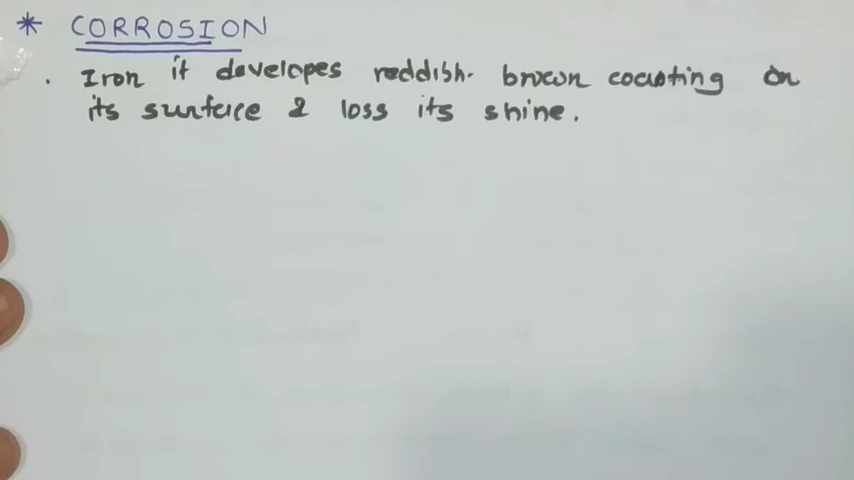 * CORROSION
. Iron it developes reddish. brown coating on
its surface & loss its shine.